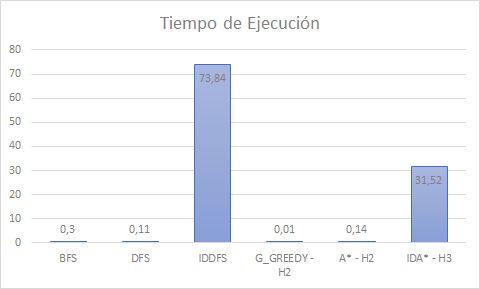 Tiempo de Ejecución
80
70
60
50
40
30
20
10
0
0,3
0,11
73,84
0,01
0,14
31,52
BFS
DFS
IDDFS
G_GREEDY -
H2
A* - H2
IDA* - H3